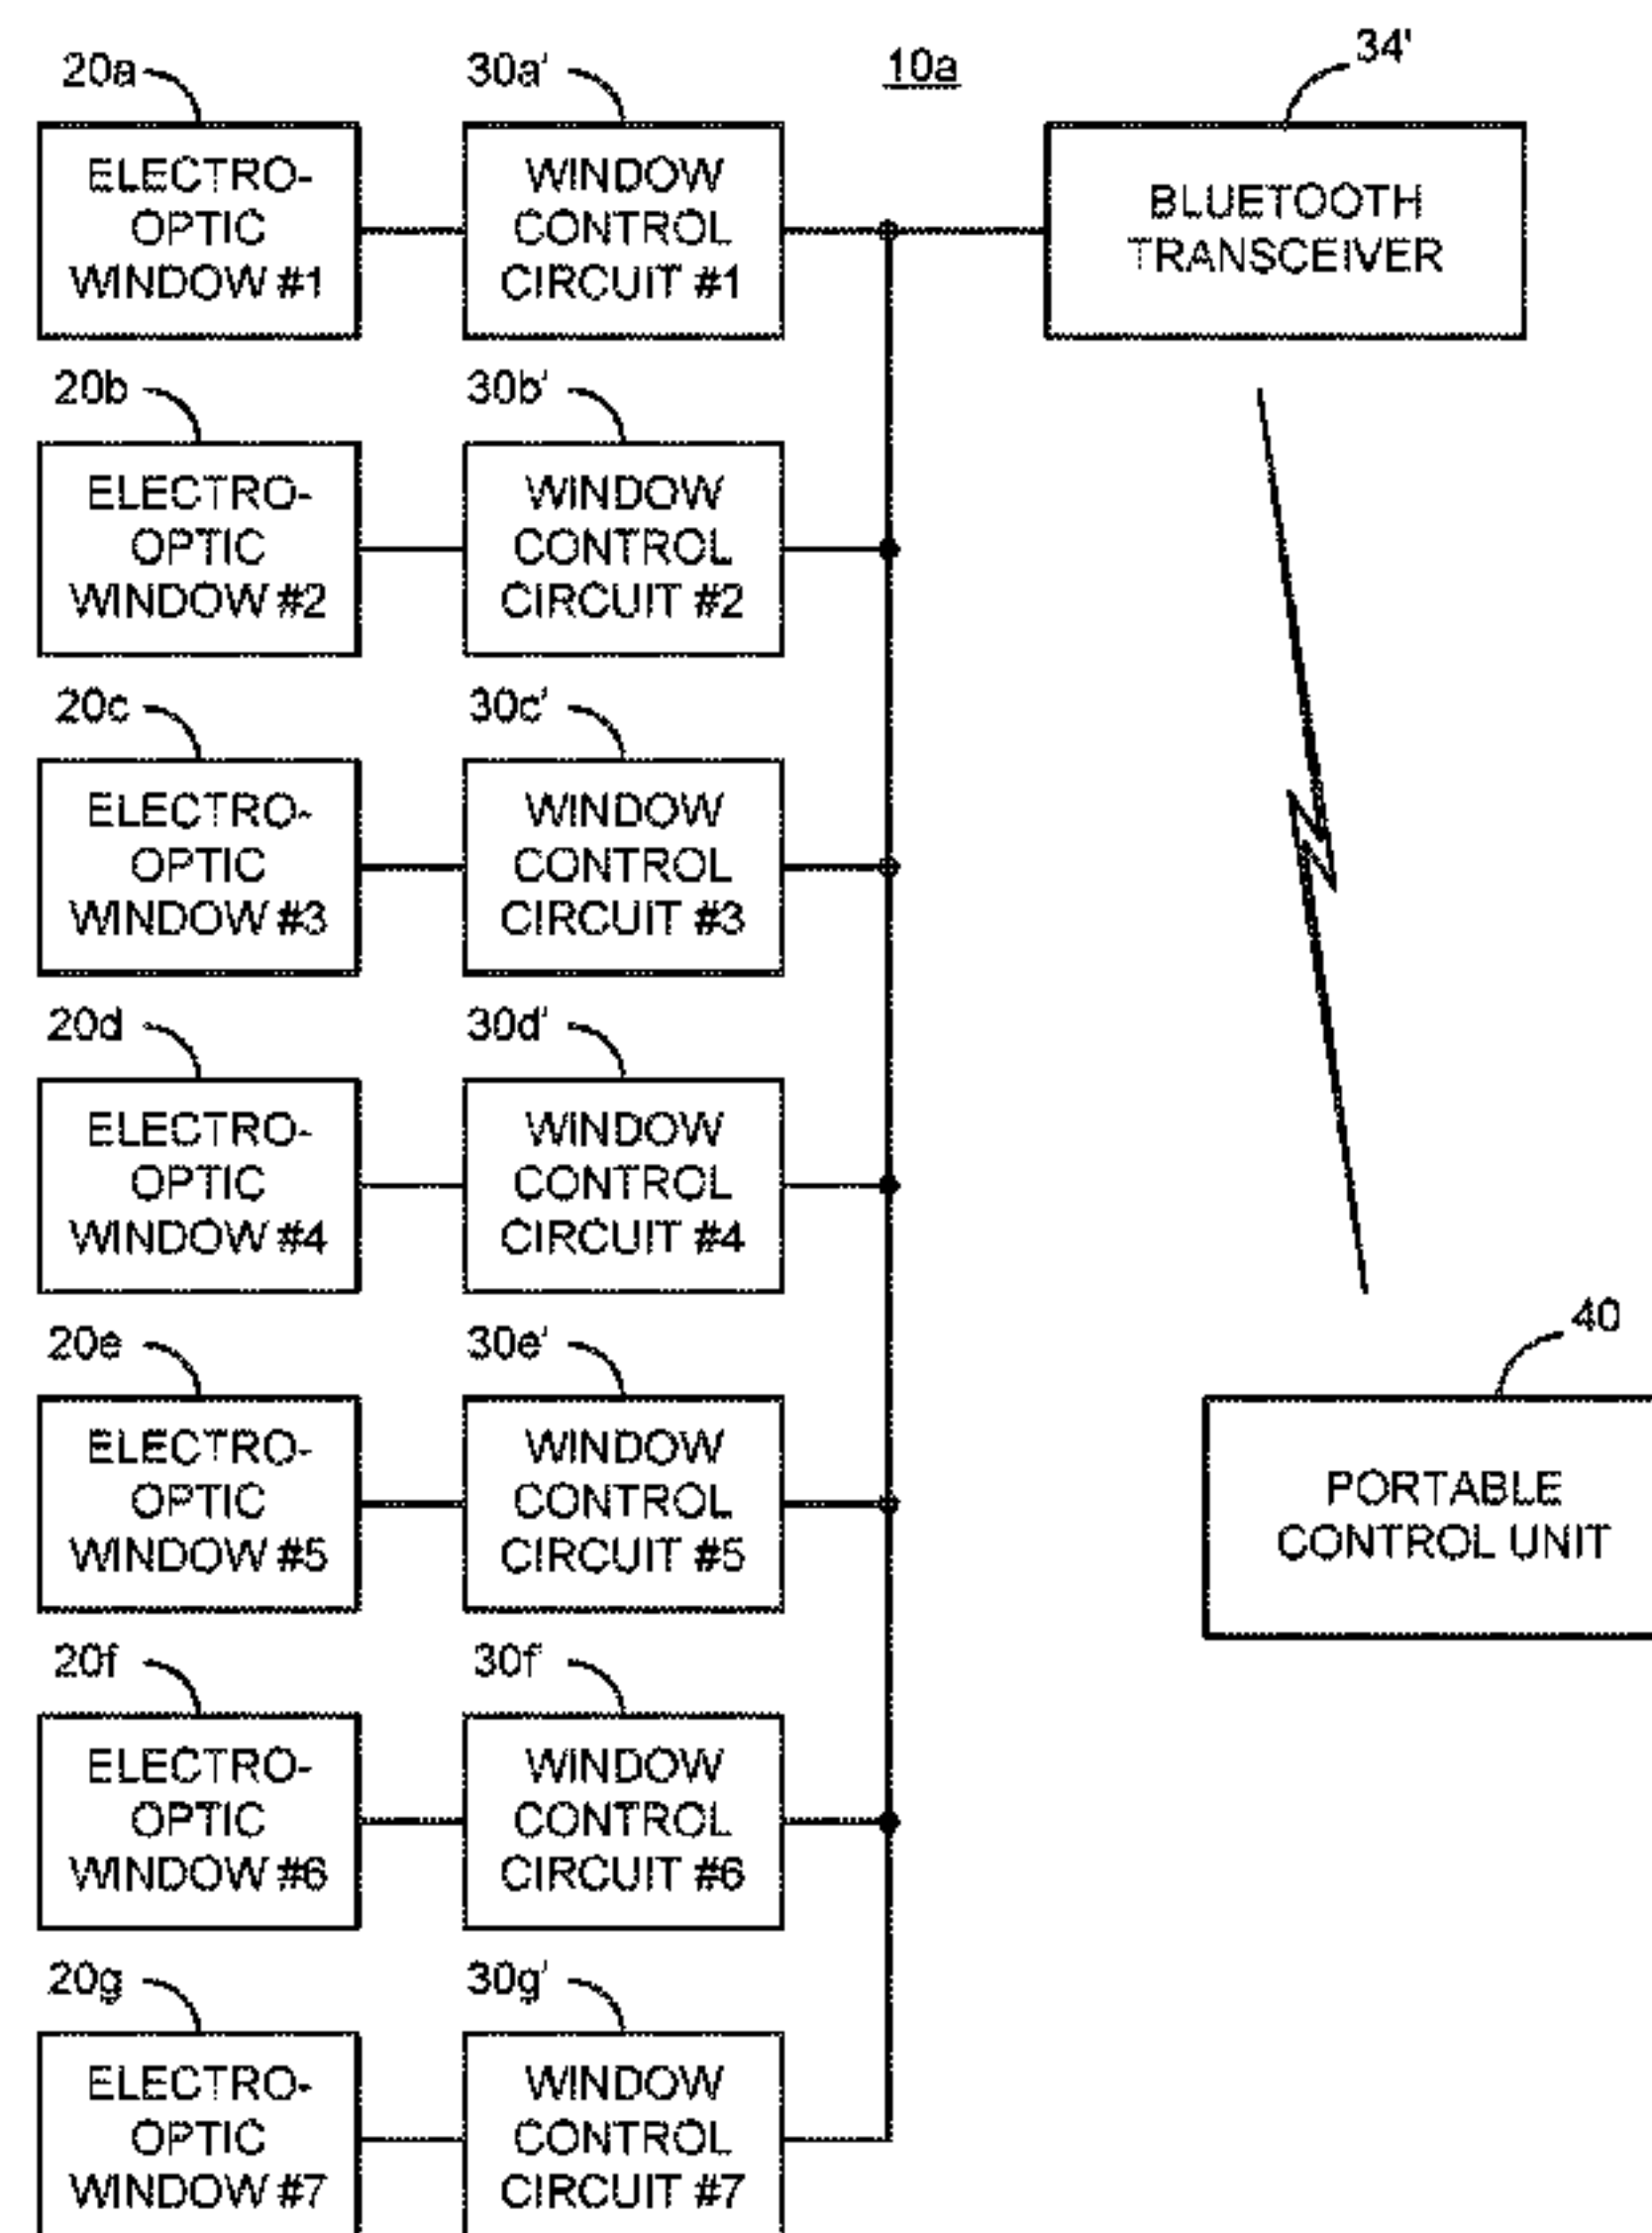 20a
30a'
10a
34'
ELECTRO-
OPTIC
WINDOW #1
WINDOW
CONTROL
CIRCUIT #1
BLUETOOTH
TRANSCEIVER
20b
30b'
ELECTRO-
OPTIC
WINDOW #2
WINDOW
CONTROL
CIRCUIT #2
20c
30c'
ELECTRO-
OPTIC
WINDOW #3
WINDOW
CONTROL
CIRCUIT #3
20d
30d'
ELECTRO-
OPTIC
WINDOW #4
WINDOW
CONTROL
CIRCUIT #4
20e
30e'
40
ELECTRO-
OPTIC
WINDOW #5
WINDOW
CONTROL
CIRCUIT #5
PORTABLE
CONTROL UNIT
20f
30f'
ELECTRO-
OPTIC
WINDOW #6
WINDOW
CONTROL
CIRCUIT #6
20g
30g'
ELECTRO-
OPTIC
WINDOW #7
WINDOW
CONTROL
CIRCUIT #7